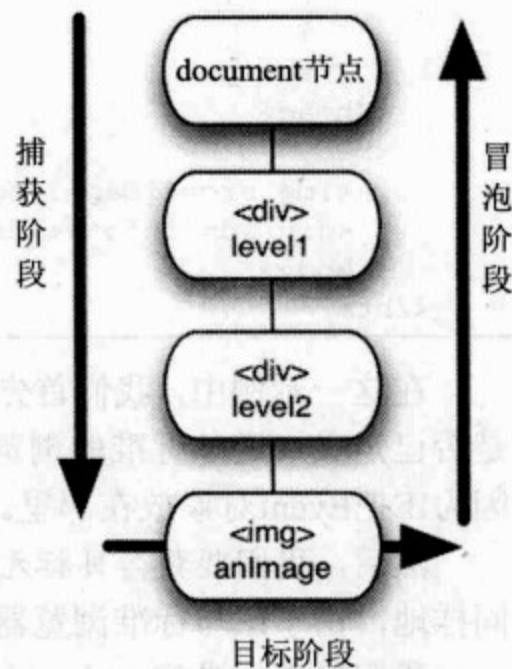 document节点
捕获阶段
冒泡阶段
<div>
level1
<div>
level2
<img>
anImage
目标阶段